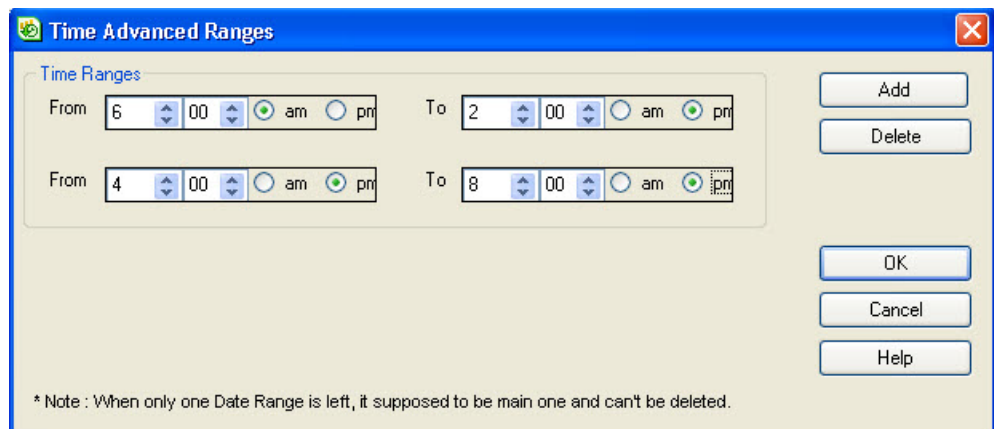 Time Advanced Ranges
Time Ranges
From 6 00 am pm To 2 00 am pm
From 4 00 am pm To 8 00 am pm
Add
Delete
OK
Cancel
Help
* Note : When only one Date Range is left, it supposed to be main one and can't be deleted.